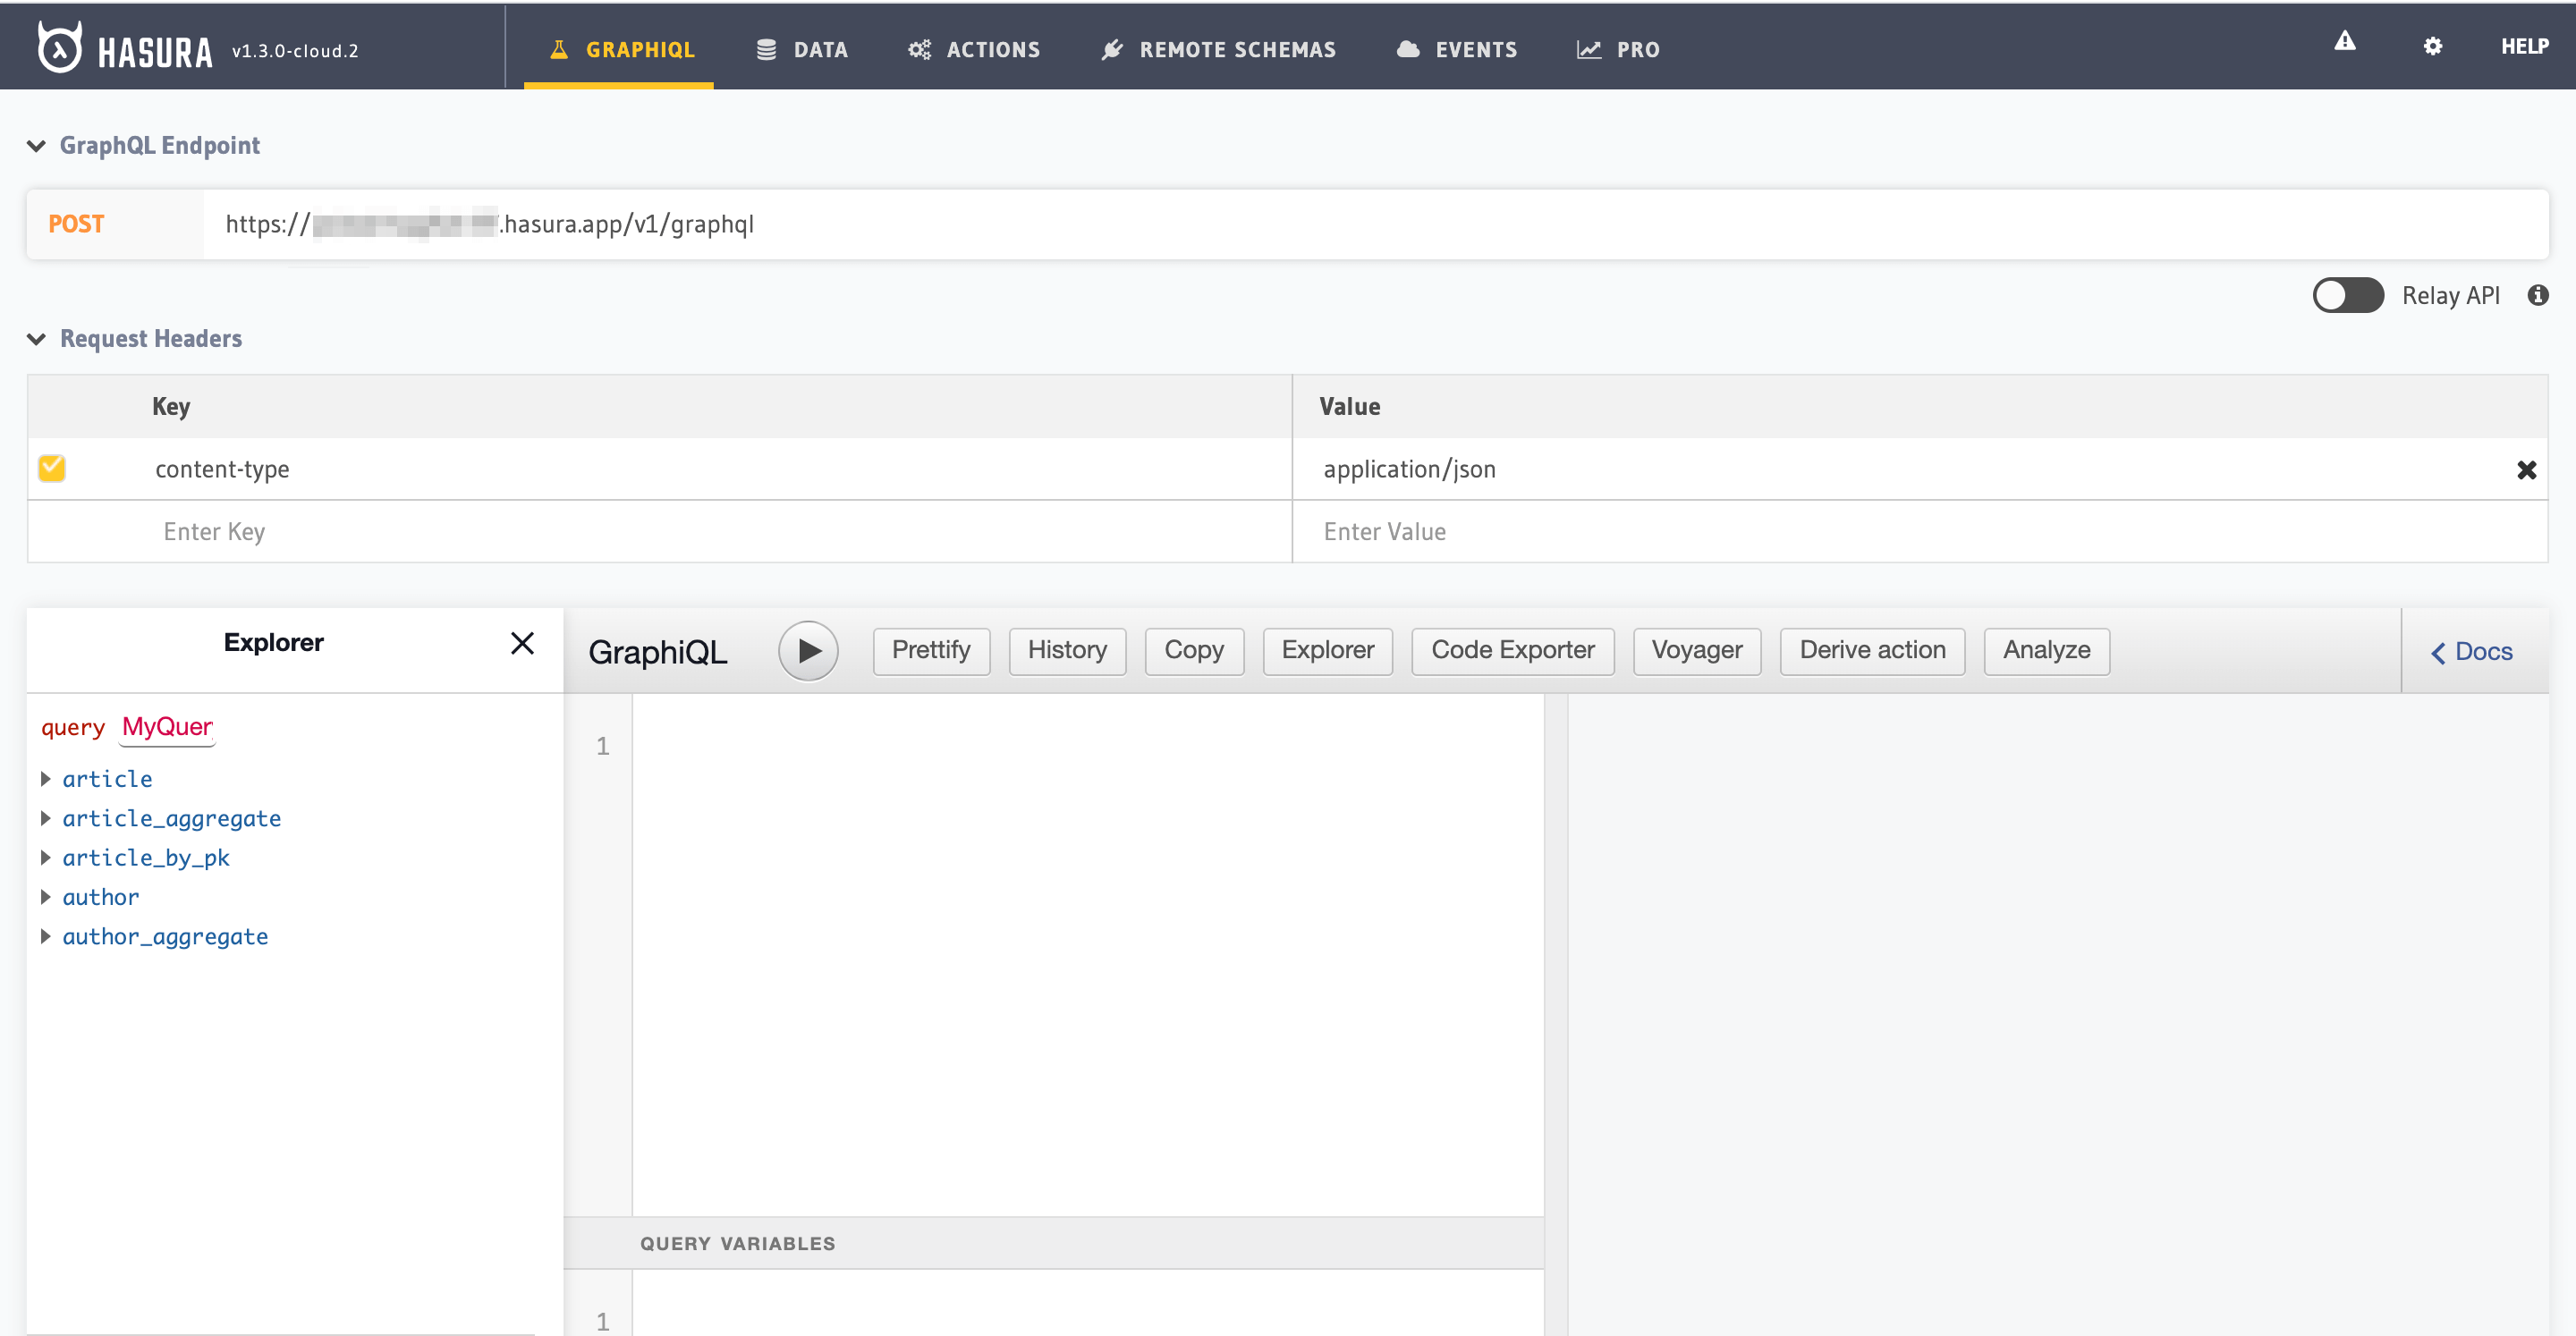 HASURA v1.3.0-cloud.2 GRAPHIQL DATA ACTIONS REMOTE SCHEMAS EVENTS PRO HELP
GraphQL Endpoint
POST https:// .hasura.app/v1/graphql
Relay API
Request Headers
Key Value
content-type application/json
Enter Key Enter Value
Explorer
GraphiQL Prettify History Copy Explorer Code Exporter Voyager Derive action Analyze Docs
query MyQuer
1
article
article_aggregate
article_by_pk
author
author_aggregate
QUERY VARIABLES
1